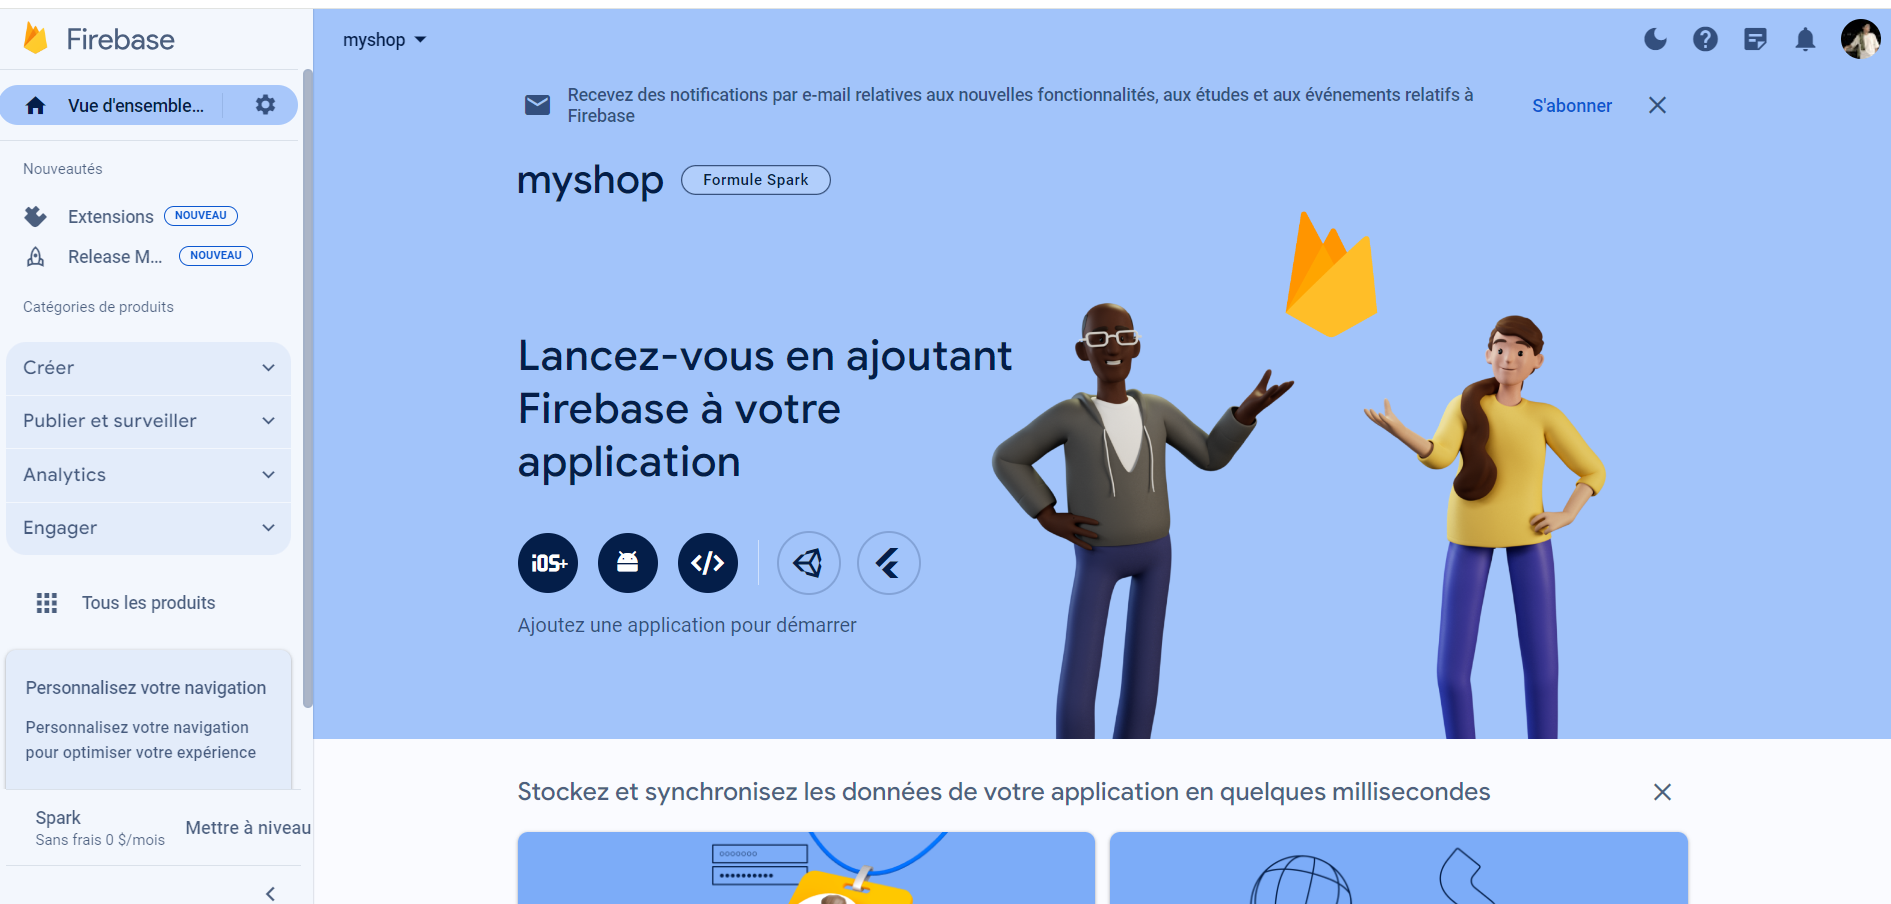 Firebase
myshop
Vue d'ensemble...
Recevez des notifications par e-mail relatives aux nouvelles fonctionnalités, aux études et aux événements relatifs à
Firebase
S'abonner
Nouveautés
Extensions NOUVEAU
Release M... NOUVEAU
Catégories de produits
Créer
Publier et surveiller
Analytics
Engager
Tous les produits
Personnalisez votre navigation
Personnalisez votre navigation
pour optimiser votre expérience
Spark
Sans frais 0 $/mois
Mettre à niveau
myshop Formule Spark
Lancez-vous en ajoutant
Firebase à votre
application
iOS+
</>
Ajoutez une application pour démarrer
Stockez et synchronisez les données de votre application en quelques millisecondes